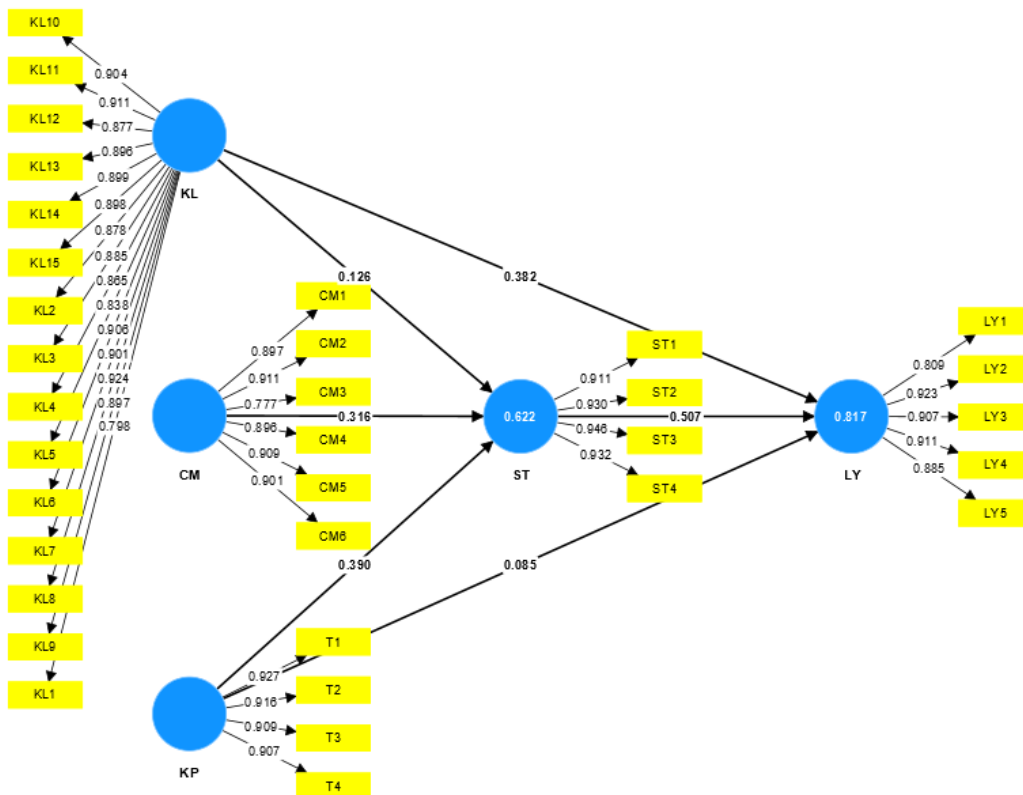 KL10
KL11
KL12
KL13
KL14
KL15
KL2
KL3
KL4
KL5
KL6
KL7
KL8
KL9
KL1
0.904
0.911
0.877
0.896
0.899
0.898
0.878
0.885
0.865
0.838
0.906
0.901
0.924
0.897
0.798
KL
0.126
0.382
CM1
CM2
CM3
CM4
CM5
CM6
0.897
0.911
0.777
0.896
0.909
0.901
CM
0.316
0.390
0.085
ST1
ST2
ST3
ST4
0.911
0.930
0.946
0.932
0.622
ST
0.507
0.817
LY
LY1
LY2
LY3
LY4
LY5
0.809
0.923
0.907
0.911
0.885
T1
T2
T3
T4
0.927
0.916
0.909
0.907
KP